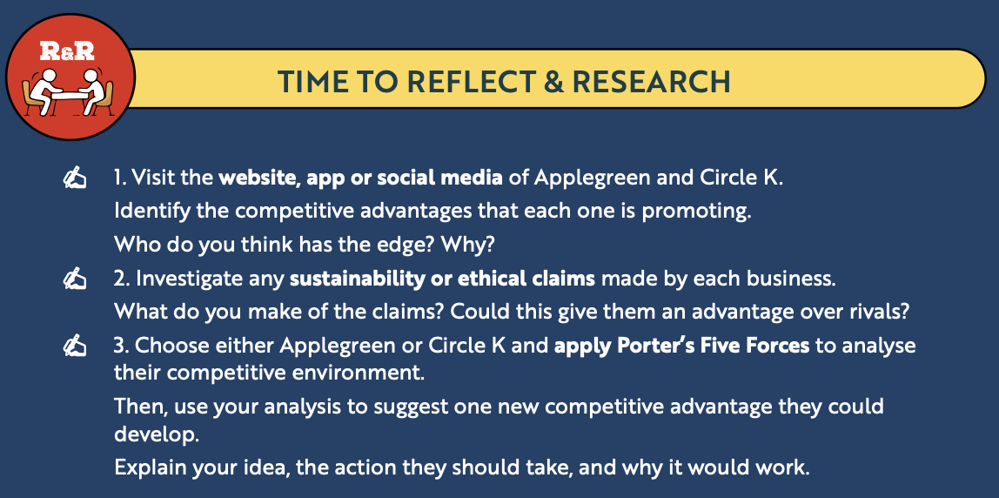 R&R
TIME TO REFLECT & RESEARCH
1. Visit the website, app or social media of Applegreen and Circle K.
Identify the competitive advantages that each one is promoting.
Who do you think has the edge? Why?
2. Investigate any sustainability or ethical claims made by each business.
What do you make of the claims? Could this give them an advantage over rivals?
3. Choose either Applegreen or Circle K and apply Porter’s Five Forces to analyse
their competitive environment.
Then, use your analysis to suggest one new competitive advantage they could
develop.
Explain your idea, the action they should take, and why it would work.